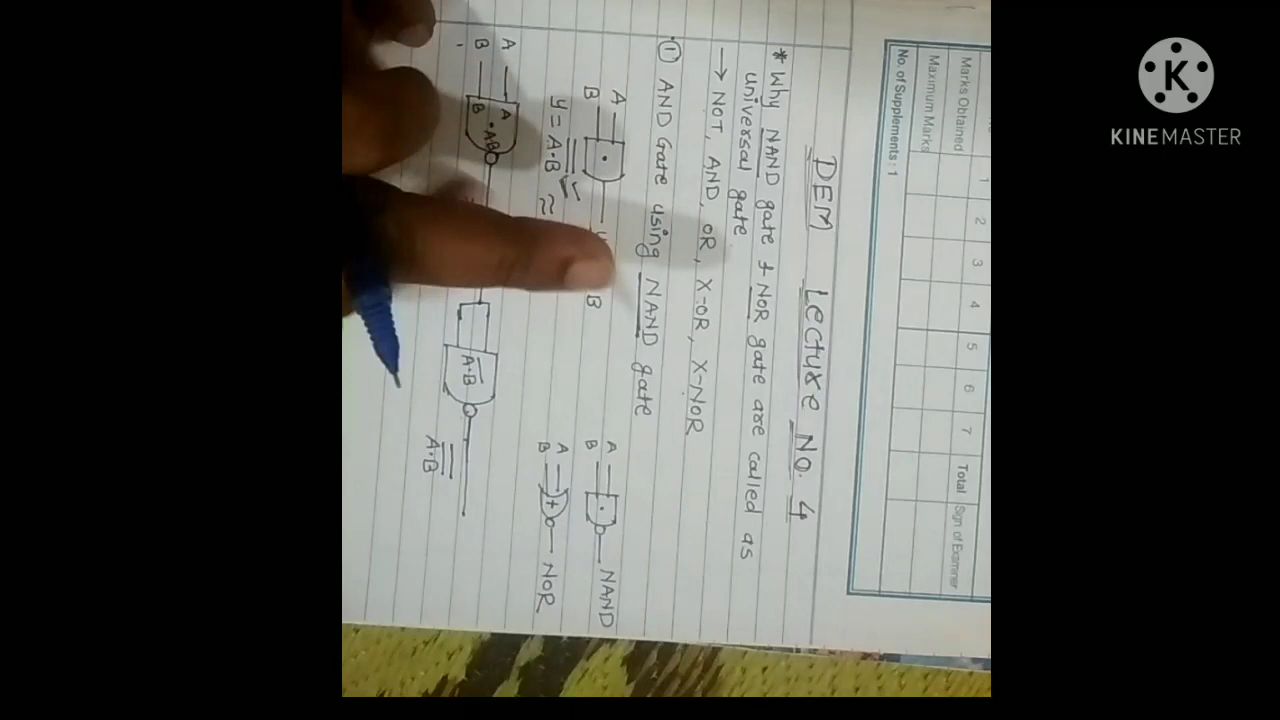 Marks Obtained
Maximum Marks
No. of Supplements : 1
1 2 3 4 5 6 7 Total Sign of Examiner
DEM Lecture No. 4
* Why NAND gate & NOR gate are called as
universal gate
→ NOT, AND, OR, X-OR, X-NOR
① AND Gate using NAND gate
A
B
B
y = A·B ≈
A
B
NAND
A
B
+
NOR
A
B
A
B
·AB
A·B
A·B
K
KINEMASTER